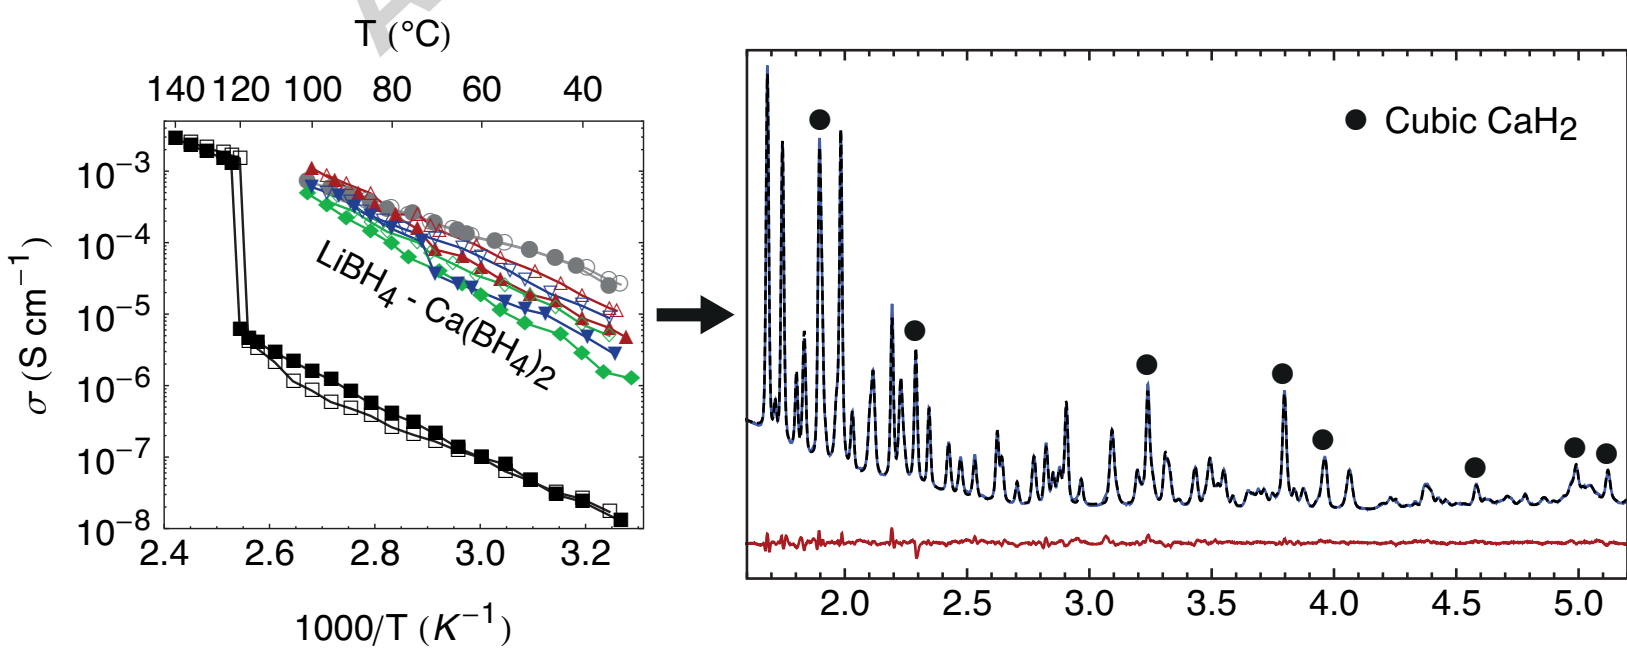 T (°C)
140 120 100 80 60 40
10−3
10−4
10−5
10−6
10−7
10−8
σ (S cm−1)
LiBH4 - Ca(BH4)2
2.4 2.6 2.8 3.0 3.2
1000/T (K−1)
Cubic CaH2
2.0 2.5 3.0 3.5 4.0 4.5 5.0